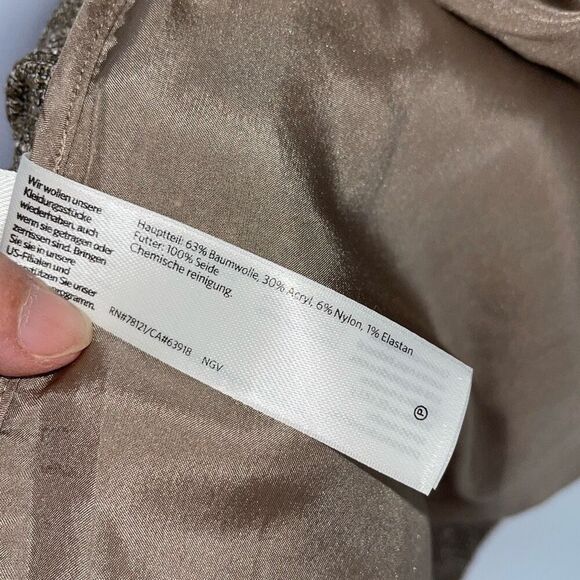 Wir wollen unsere
Kleidungsstücke
wiederhaben, auch
wenn sie getragen oder
zerrissen sind. Bringen
Sie sie in unsere
US-Filialen und
Sie unser
Hauptteil: 63% Baumwolle, 30% Acryl, 6% Nylon, 1% Elastan
Futter: 100% Seide
Chemische reinigung.
RN#78121/CA#63918 NGV
P